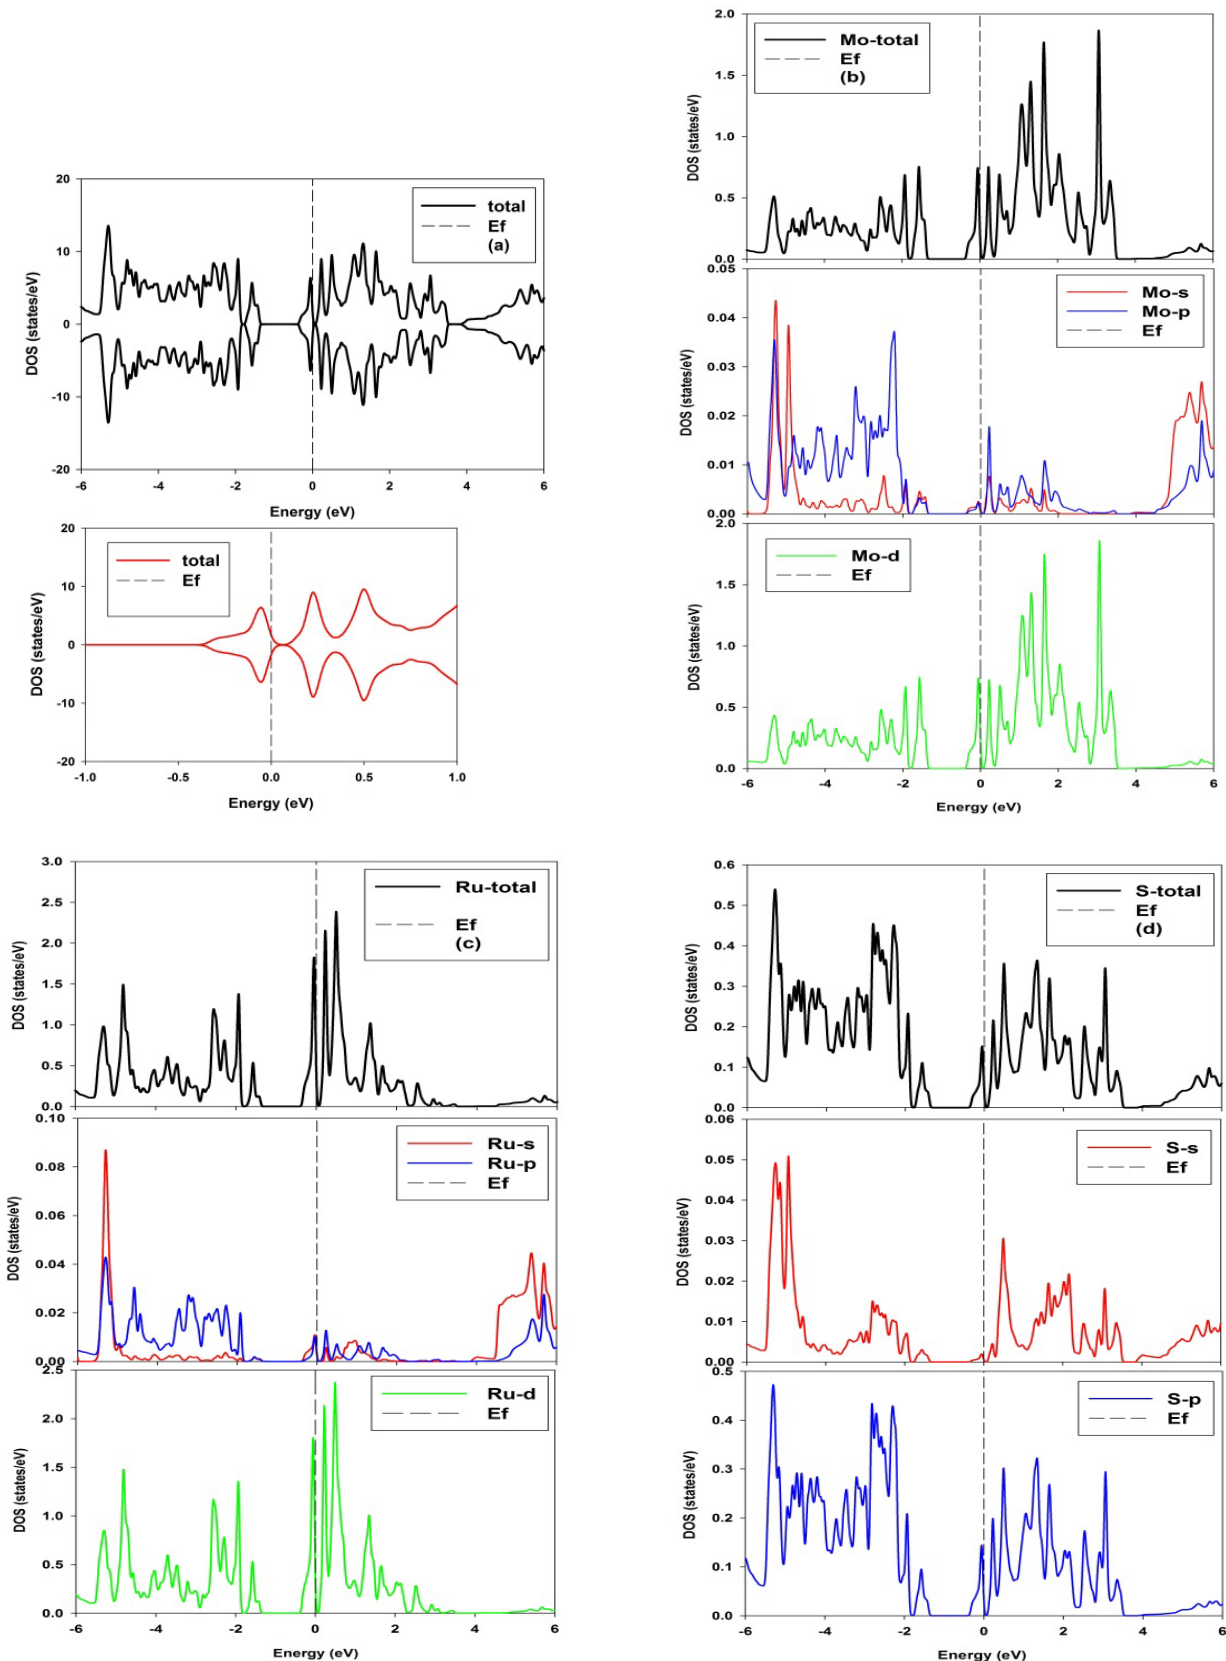 total
Ef
(a)
20
10
0
-10
-20
DOS (states/eV)
-6
-4
-2
0
2
4
6
Energy (eV)
total
Ef
20
10
0
-10
-20
DOS (states/eV)
-1.0
-0.5
0.0
0.5
1.0
Energy (eV)
Mo-total
Ef
(b)
2.0
1.5
1.0
0.5
0.0
DOS (states/eV)
Mo-s
Mo-p
Ef
0.05
0.04
0.03
0.02
0.01
0.00
DOS (states/eV)
Mo-d
Ef
2.0
1.5
1.0
0.5
0.0
DOS (states/eV)
-6
-4
-2
0
2
4
6
Energy (eV)
Ru-total
Ef
(c)
3.0
2.5
2.0
1.5
1.0
0.5
0.0
DOS (states/eV)
Ru-s
Ru-p
Ef
0.10
0.08
0.06
0.04
0.02
0.00
DOS (states/eV)
Ru-d
Ef
2.5
2.0
1.5
1.0
0.5
0.0
DOS (states/eV)
-6
-4
-2
0
2
4
6
Energy (eV)
S-total
Ef
(d)
0.6
0.5
0.4
0.3
0.2
0.1
0.0
DOS (states/eV)
S-s
Ef
0.06
0.05
0.04
0.03
0.02
0.01
0.00
DOS (states/eV)
S-p
Ef
0.5
0.4
0.3
0.2
0.1
0.0
DOS (states/eV)
-6
-4
-2
0
2
4
6
Energy (eV)